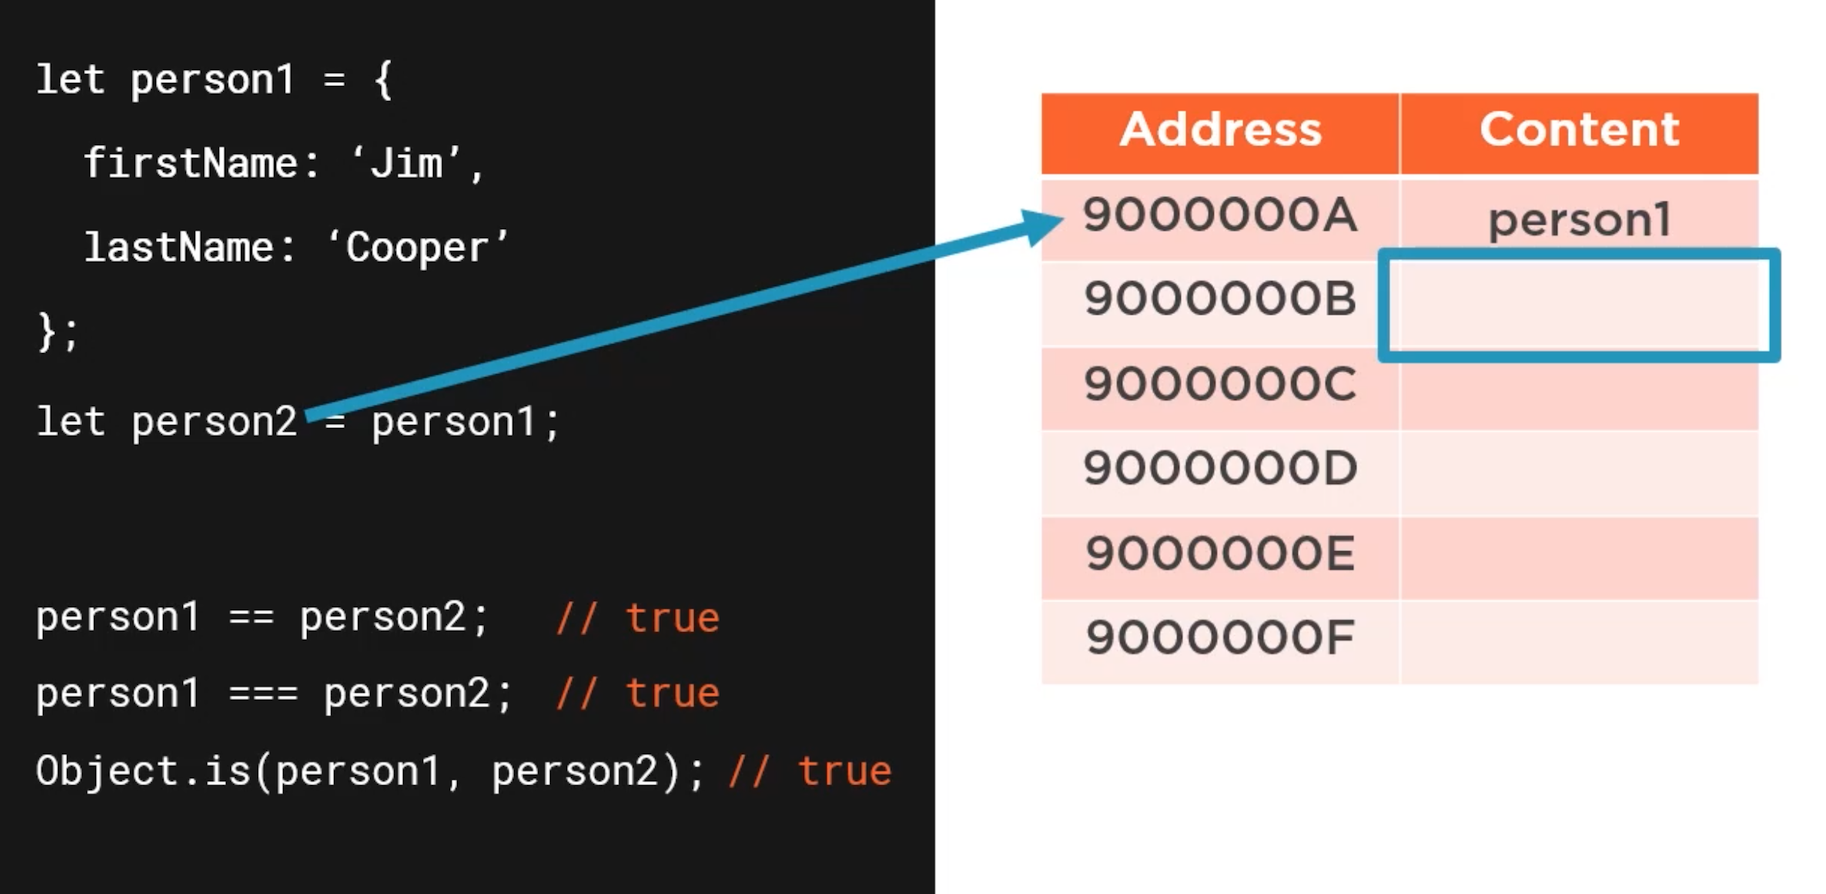 let person1 = {
firstName: ‘Jim’,
lastName: ‘Cooper’
};
let person2 = person1;
person1 == person2; // true
person1 === person2; // true
Object.is(person1, person2); // true
Address Content
9000000A person1
9000000B
9000000C
9000000D
9000000E
9000000F